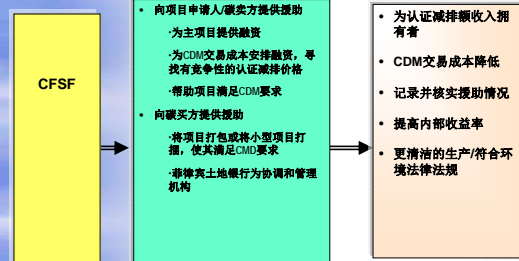 CFSF
• 向项目申请人/碳卖方提供援助
·为主项目提供融资
·为CDM交易成本安排融资，寻
找有竞争性的认证减排价格
·帮助项目满足CDM要求
• 向碳买方提供援助
·将项目打包或将小型项目打
捆，使其满足CMD要求
·菲律宾土地银行为协调和管理
机构
• 为认证减排额收入拥
有者
• CDM交易成本降低
• 记录并核实援助情况
• 提高内部收益率
• 更清洁的生产/符合环
境法律法规